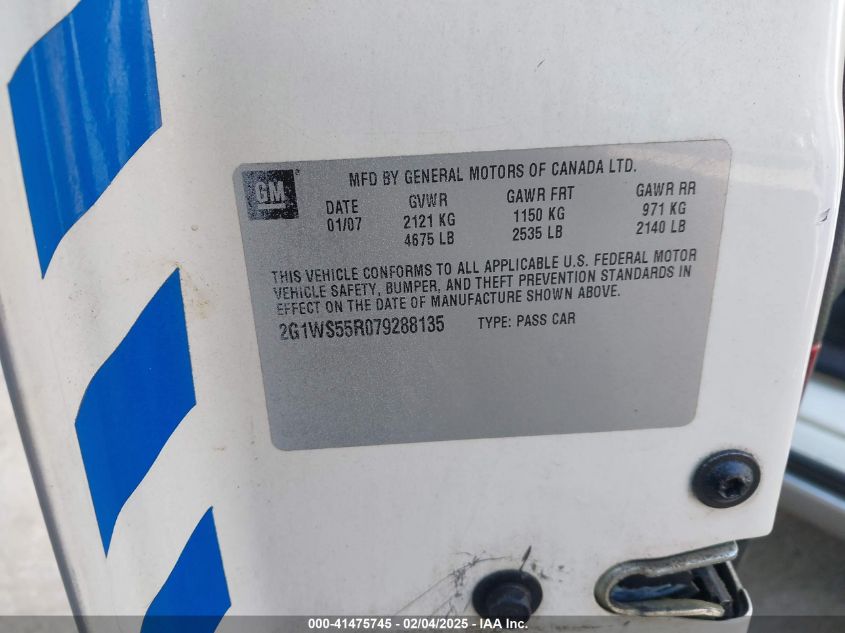 GM
MFD BY GENERAL MOTORS OF CANADA LTD.
DATE GVWR GAWR FRT GAWR RR
01/07 2121 KG 1150 KG 971 KG
4675 LB 2535 LB 2140 LB
THIS VEHICLE CONFORMS TO ALL APPLICABLE U.S. FEDERAL MOTOR
VEHICLE SAFETY, BUMPER, AND THEFT PREVENTION STANDARDS IN
EFFECT ON THE DATE OF MANUFACTURE SHOWN ABOVE.
2G1WS55R079288135 TYPE: PASS CAR
000-41475745 - 02/04/2025 - IAA Inc.